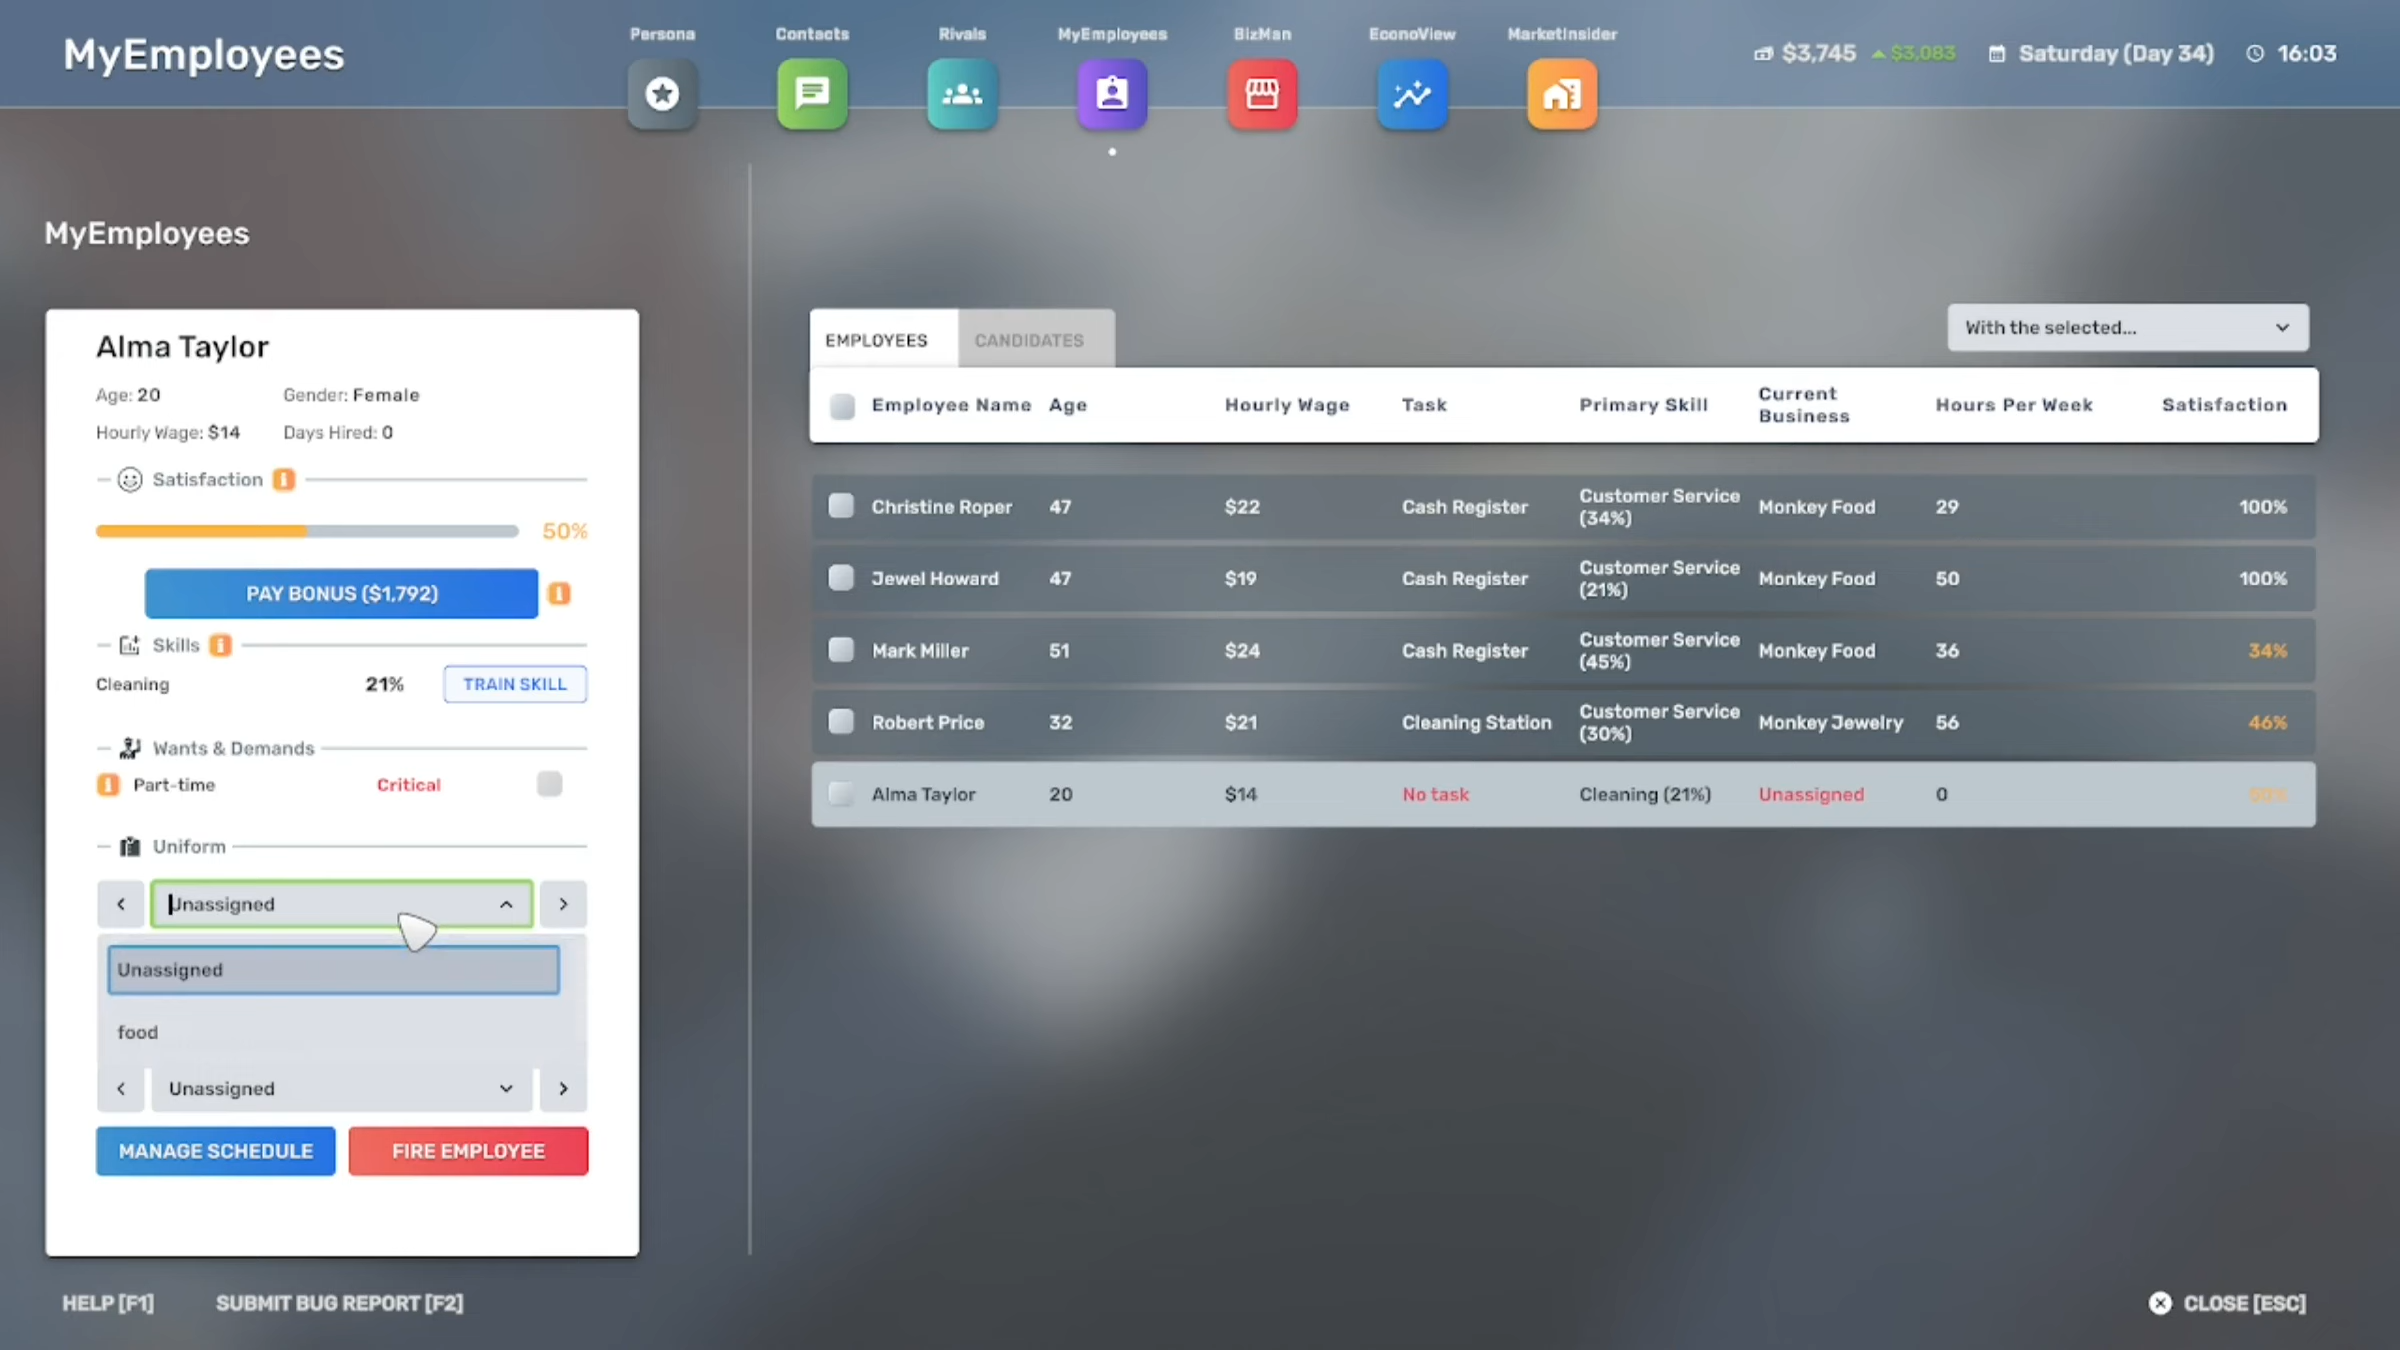 MyEmployees
Persona
Contacts
Rivals
MyEmployees
BizMan
EconoView
MarketInsider
$3,745
$3,083
Saturday (Day 34)
16:03
MyEmployees
Alma Taylor
Age: 20
Gender: Female
Hourly Wage: $14
Days Hired: 0
Satisfaction
50%
PAY BONUS ($1,792)
Skills
Cleaning
21%
TRAIN SKILL
Wants & Demands
Part-time
Critical
Uniform
Unassigned
Unassigned
food
Unassigned
MANAGE SCHEDULE
FIRE EMPLOYEE
EMPLOYEES
CANDIDATES
With the selected...
Employee Name
Age
Hourly Wage
Task
Primary Skill
Current
Business
Hours Per Week
Satisfaction
Christine Roper
47
$22
Cash Register
Customer Service
(34%)
Monkey Food
29
100%
Jewel Howard
47
$19
Cash Register
Customer Service
(21%)
Monkey Food
50
100%
Mark Miller
51
$24
Cash Register
Customer Service
(45%)
Monkey Food
36
34%
Robert Price
32
$21
Cleaning Station
Customer Service
(30%)
Monkey Jewelry
56
46%
Alma Taylor
20
$14
No task
Cleaning (21%)
Unassigned
0
50%
HELP [F1]
SUBMIT BUG REPORT [F2]
CLOSE [ESC]